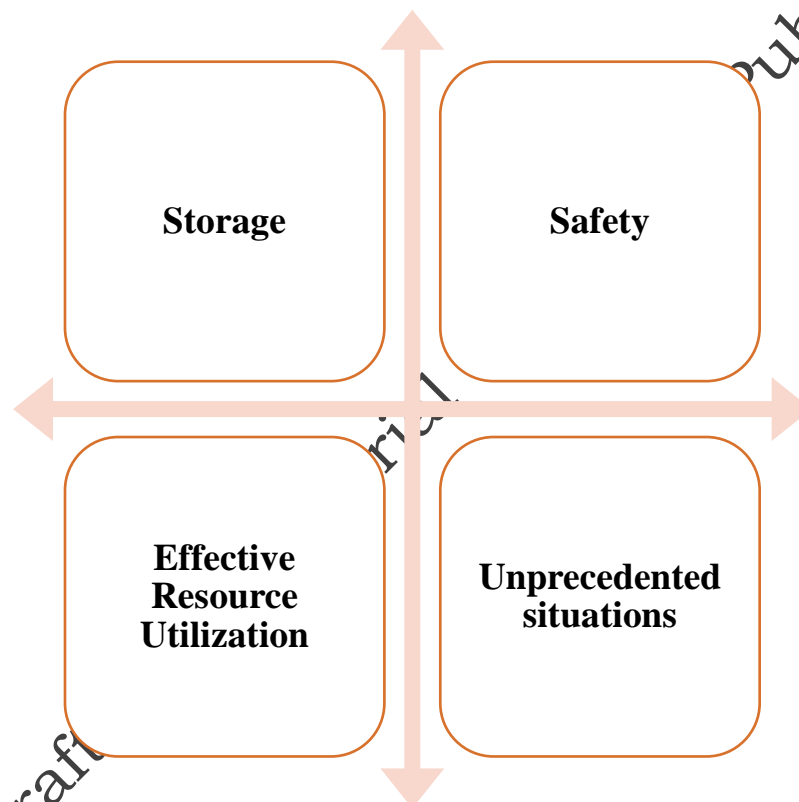 Storage
Safety
Effective
Resource
Utilization
Unprecedented
situations